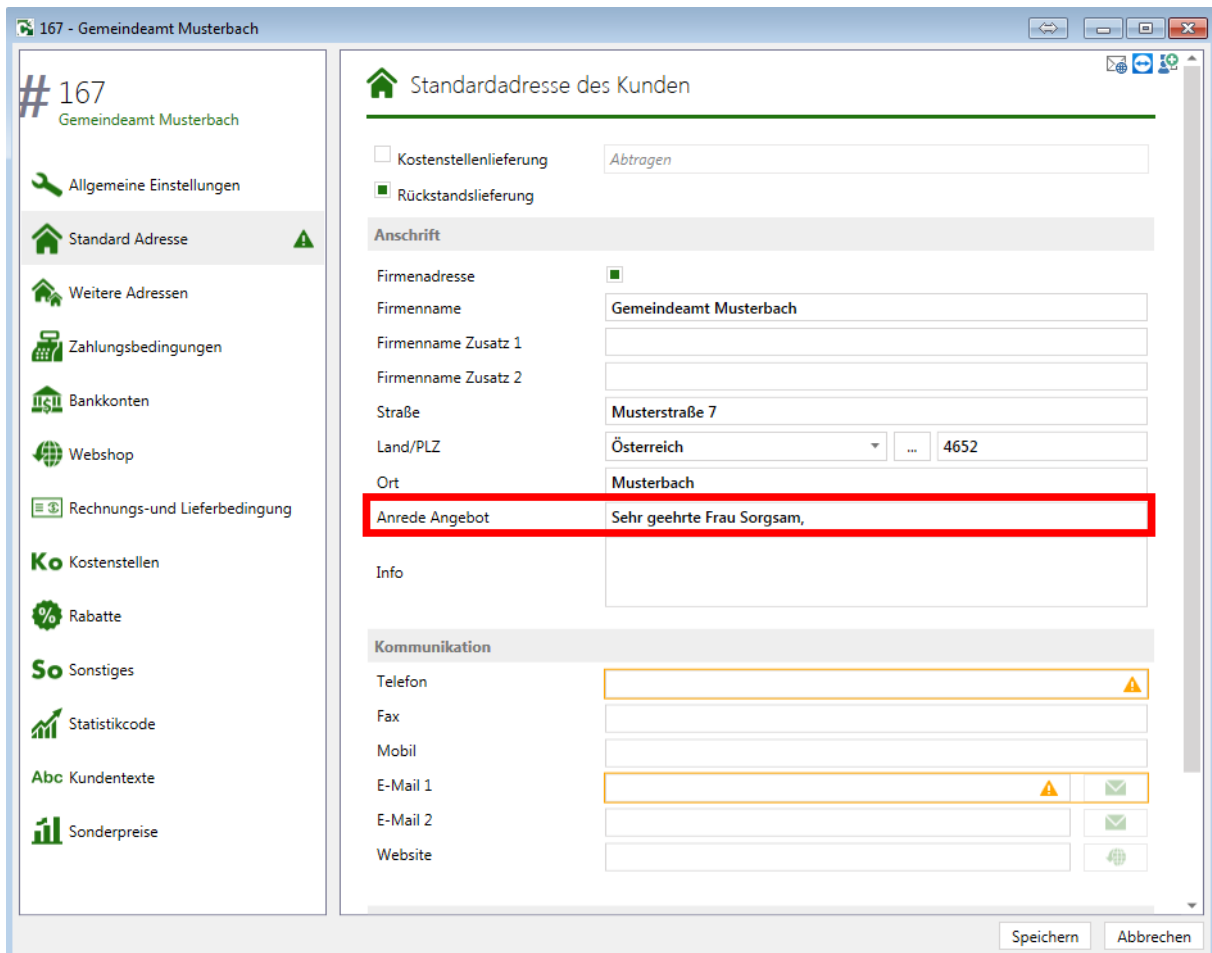 167 - Gemeindeamt Musterbach
# 167
Gemeindeamt Musterbach
Allgemeine Einstellungen
Standard Adresse
Weitere Adressen
Zahlungsbedingungen
Bankkonten
Webshop
Rechnungs-und Lieferbedingung
Ko Kostenstellen
Rabatte
So Sonstiges
Statistikcode
Abc Kundentexte
Sonderpreise
Standardadresse des Kunden
Kostenstellenlieferung Abtragen
Rückstandslieferung
Anschrift
Firmenadresse
Firmenname Gemeindeamt Musterbach
Firmenname Zusatz 1
Firmenname Zusatz 2
Straße Musterstraße 7
Land/PLZ Österreich ... 4652
Ort Musterbach
Anrede Angebot Sehr geehrte Frau Sorgsam,
Info
Kommunikation
Telefon
Fax
Mobil
E-Mail 1
E-Mail 2
Website
Speichern Abbrechen